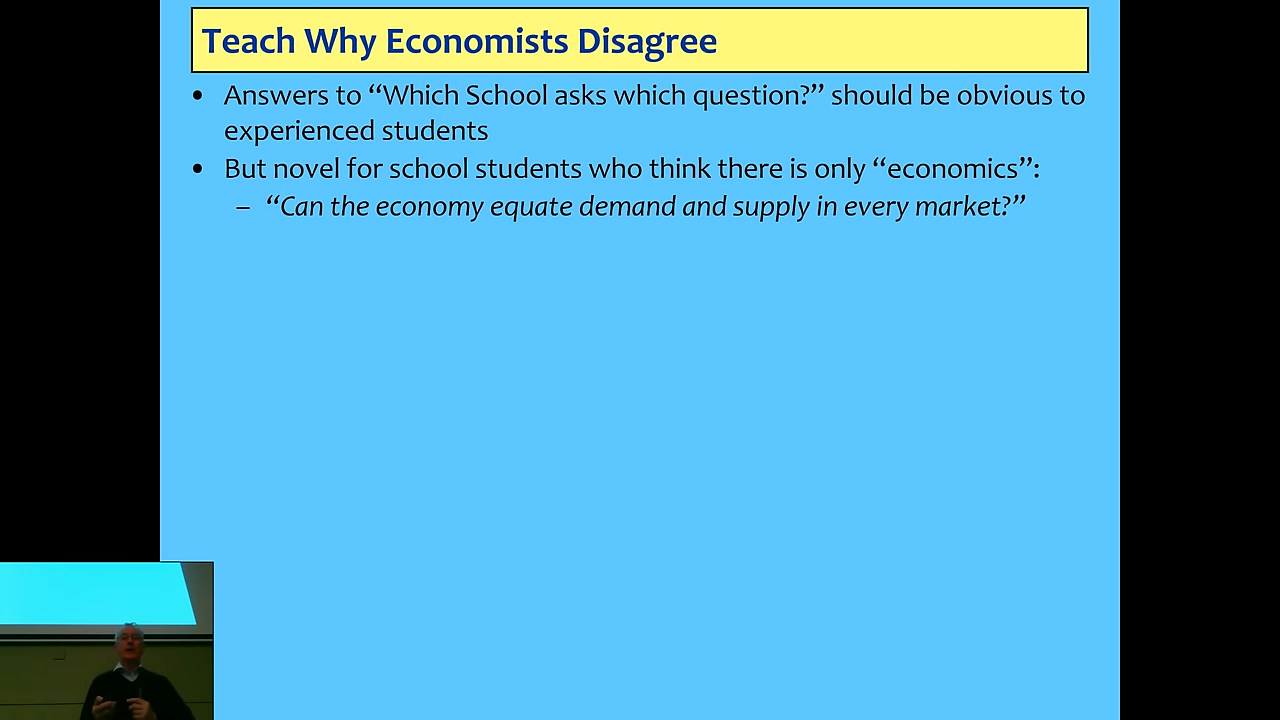 Teach Why Economists Disagree
• Answers to “Which School asks which question?” should be obvious to
experienced students
• But novel for school students who think there is only “economics”:
– “Can the economy equate demand and supply in every market?”